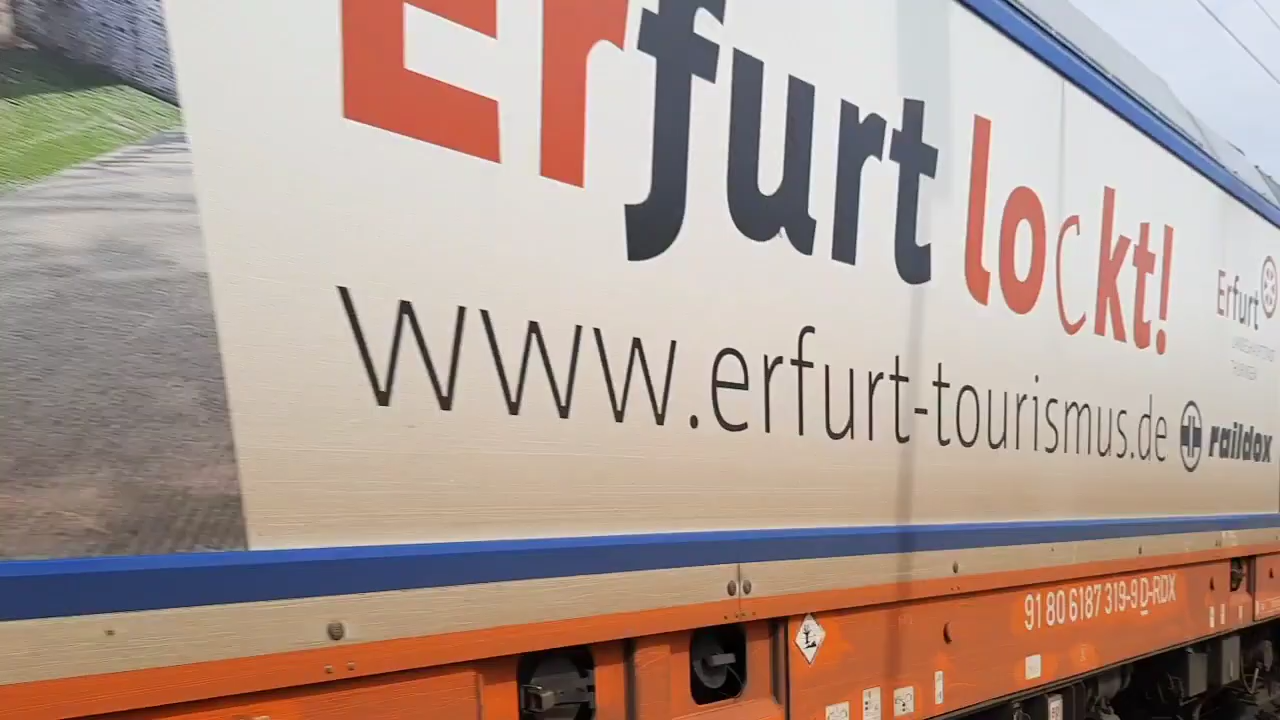 Erfurt lockt!
Erfurt
www.erfurt-tourismus.de
raildox
91 80 6187 319-9 D-RDX